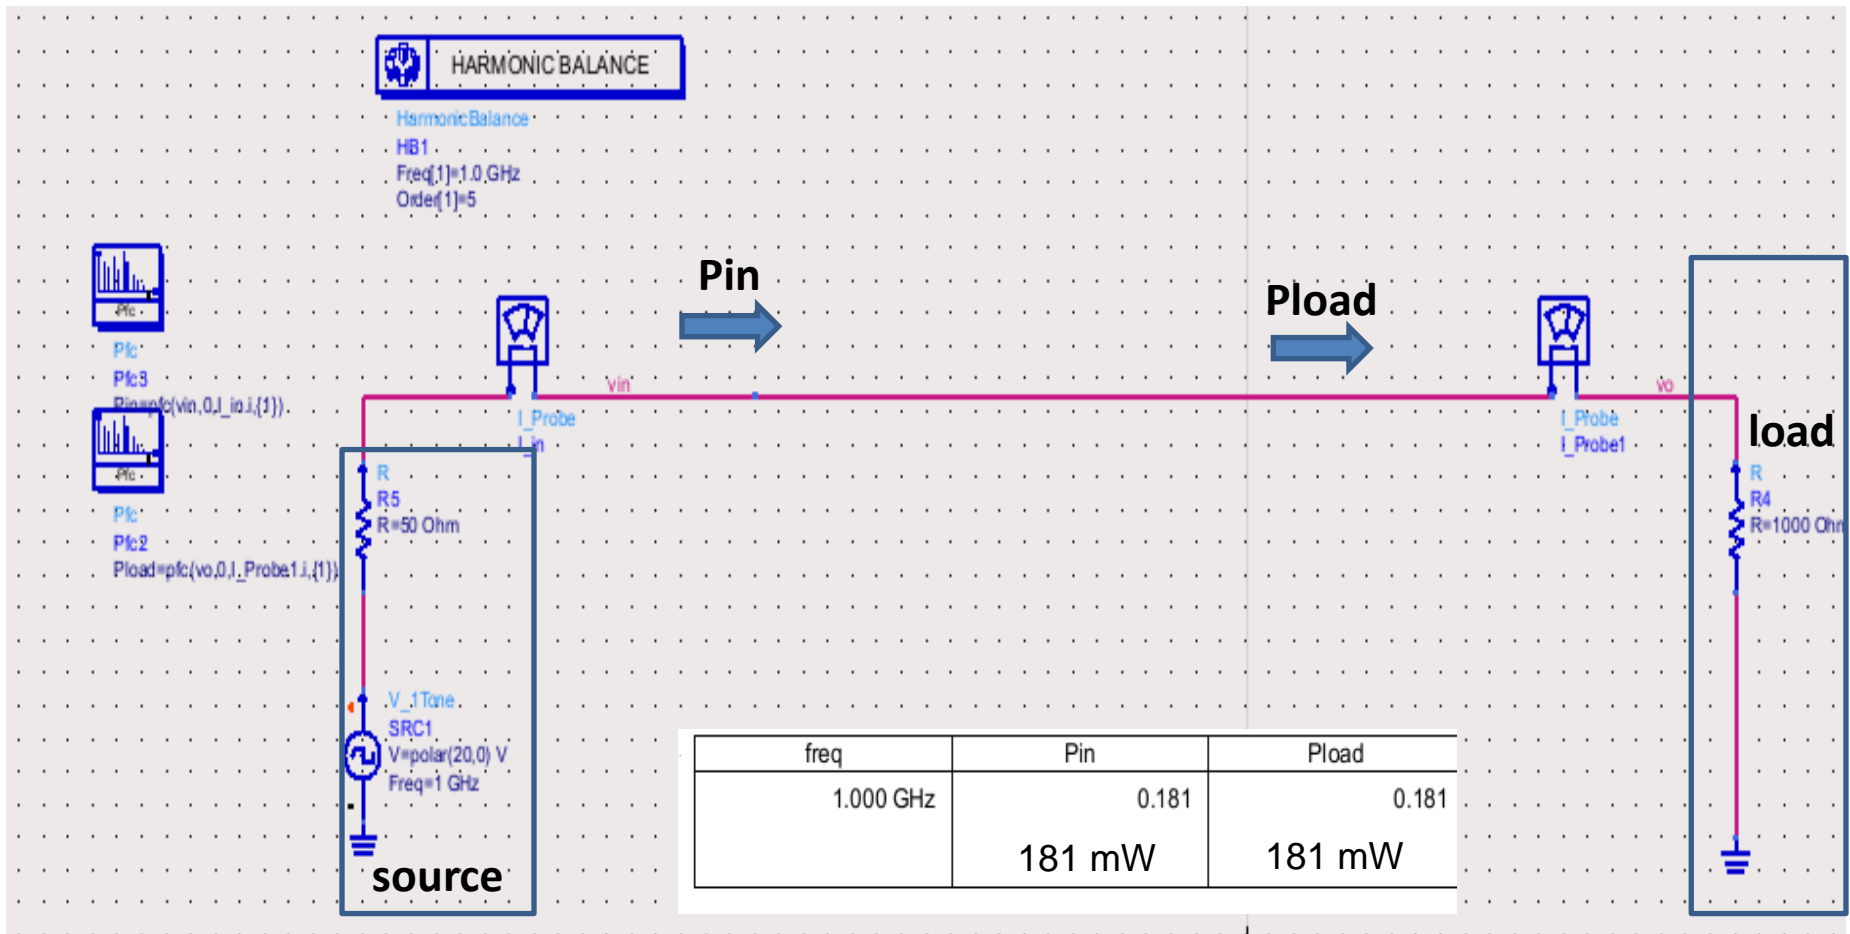 HARMONIC BALANCE
HarmonicBalance
HB1
Freq[1]=1.0 GHz
Order[1]=5
Pfc
Pfc
Pfc3
Pin=pfc(vin,0,I_in.i,{1})
Pfc
Pfc
Pfc2
Pload=pfc(vo,0,I_Probe1.i,{1})
Pin
Pload
vin
I_Probe
I_in
vo
I_Probe
I_Probe1
load
R
R5
R=50 Ohm
R
R4
R=1000 Ohm
V_1Tone
SRC1
V=polar(20,0) V
Freq=1 GHz
source
freq Pin Pload
1.000 GHz 0.181 0.181
181 mW 181 mW